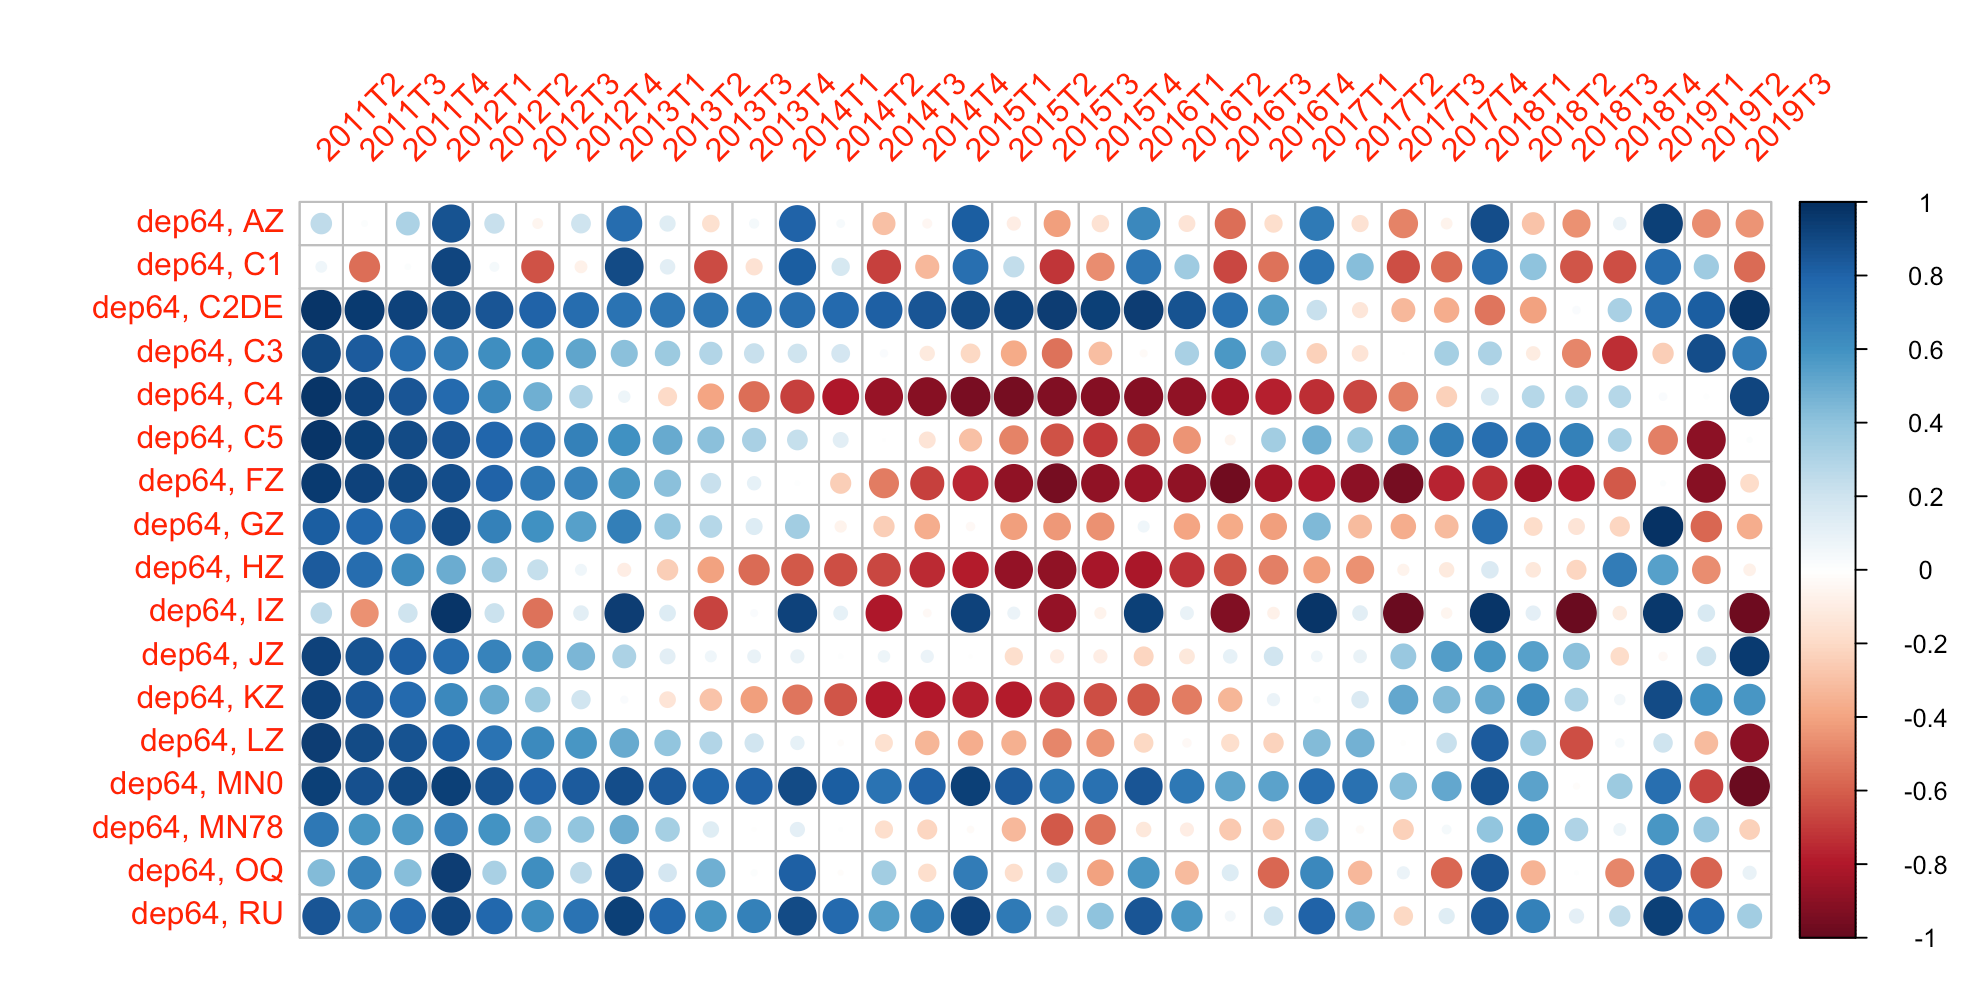 2011T2
2011T3
2011T4
2012T1
2012T2
2012T3
2012T4
2013T1
2013T2
2013T3
2013T4
2014T1
2014T2
2014T3
2014T4
2015T1
2015T2
2015T3
2015T4
2016T1
2016T2
2016T3
2016T4
2017T1
2017T2
2017T3
2017T4
2018T1
2018T2
2018T3
2018T4
2019T1
2019T2
2019T3
dep64, AZ
dep64, C1
dep64, C2DE
dep64, C3
dep64, C4
dep64, C5
dep64, FZ
dep64, GZ
dep64, HZ
dep64, IZ
dep64, JZ
dep64, KZ
dep64, LZ
dep64, MN0
dep64, MN78
dep64, OQ
dep64, RU
1
0.8
0.6
0.4
0.2
0
-0.2
-0.4
-0.6
-0.8
-1